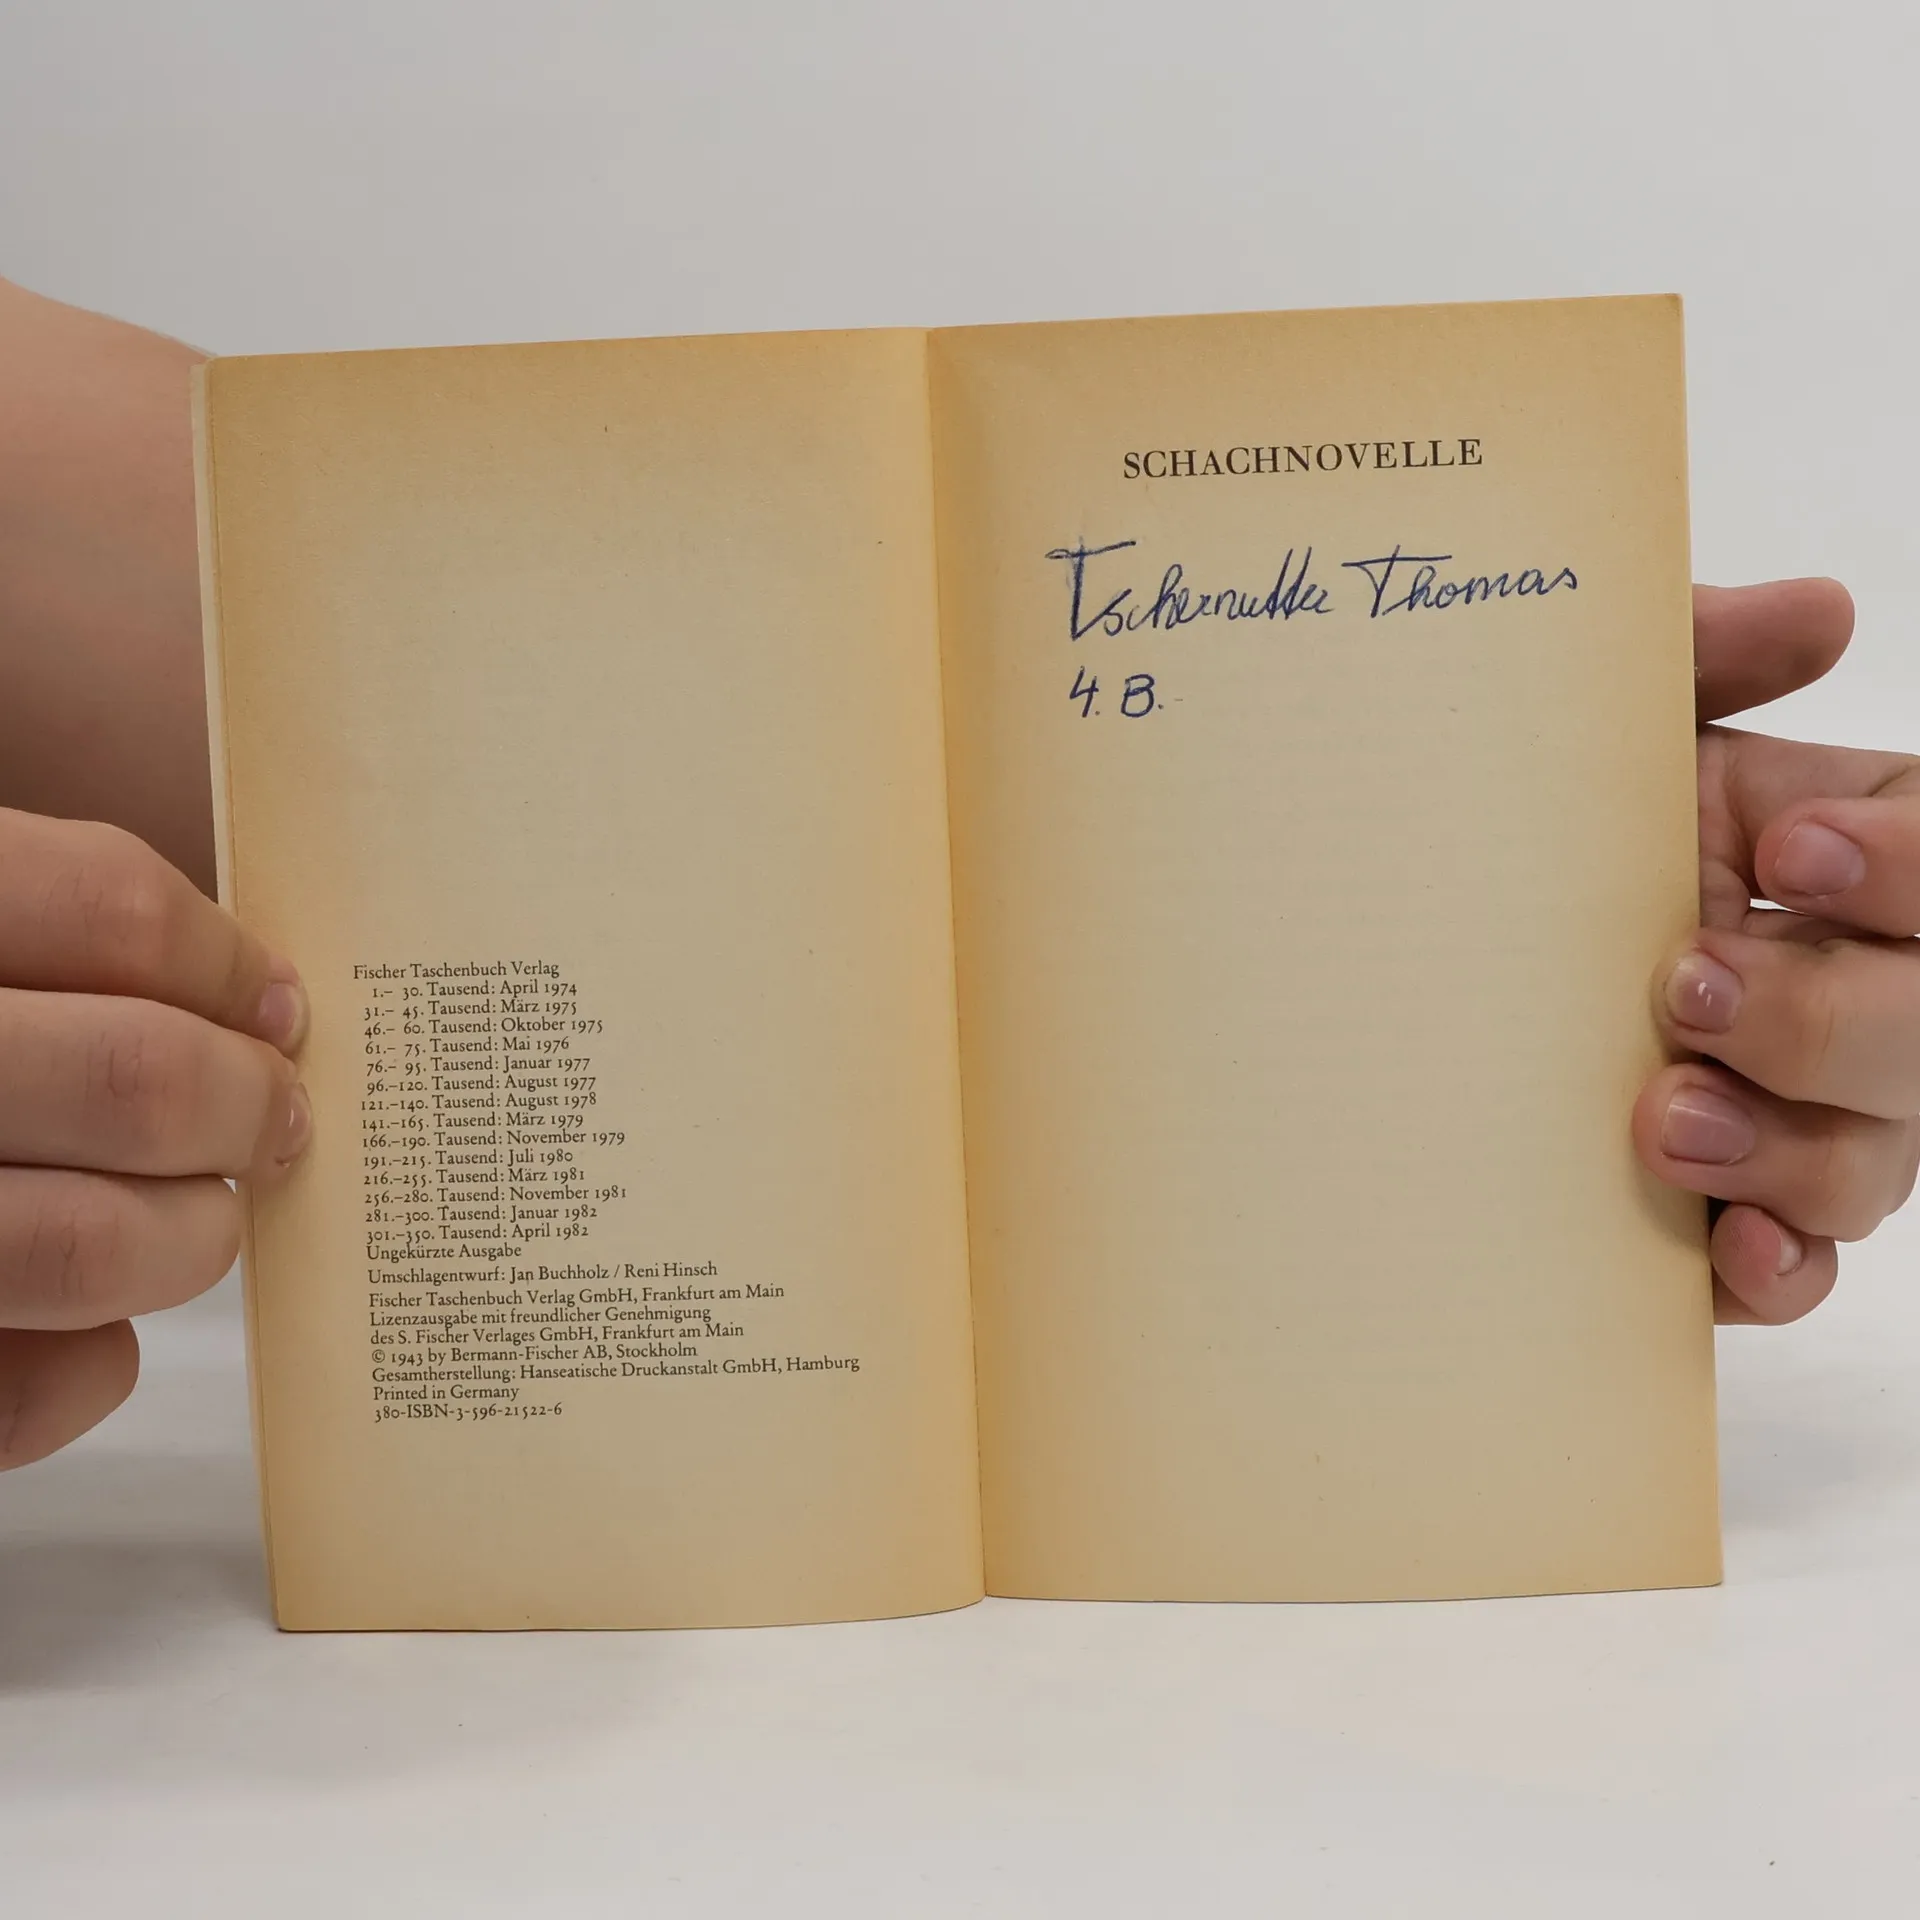 Fischer Taschenbuch Verlag
1.– 30. Tausend: April 1974
31.– 45. Tausend: März 1975
46.– 60. Tausend: Oktober 1975
61.– 75. Tausend: Mai 1976
76.– 95. Tausend: Januar 1977
96.–120. Tausend: August 1977
121.–140. Tausend: August 1978
141.–165. Tausend: März 1979
166.–190. Tausend: November 1979
191.–215. Tausend: Juli 1980
216.–255. Tausend: März 1981
256.–280. Tausend: November 1981
281.–300. Tausend: Januar 1982
301.–350. Tausend: April 1982
Ungekürzte Ausgabe
Umschlagentwurf: Jan Buchholz / Reni Hinsch
Fischer Taschenbuch Verlag GmbH, Frankfurt am Main
Lizenzausgabe mit freundlicher Genehmigung
des S. Fischer Verlages GmbH, Frankfurt am Main
© 1943 by Bermann-Fischer AB, Stockholm
Gesamtherstellung: Hanseatische Druckanstalt GmbH, Hamburg
Printed in Germany
380-ISBN-3-596-21522-6
SCHACHNOVELLE
Tschernutter Thomas
4. B.